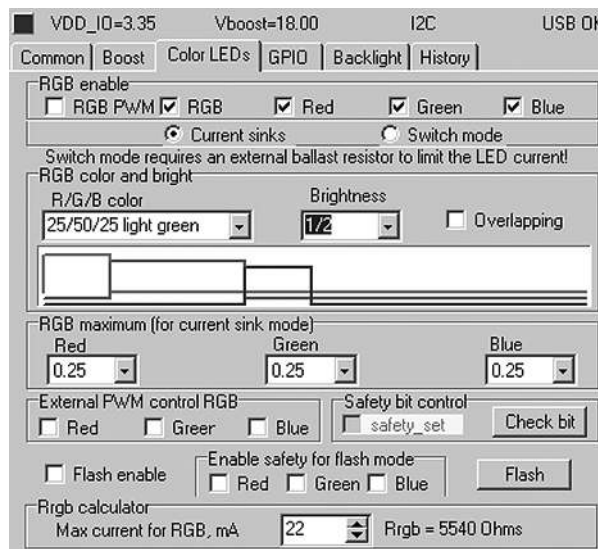 VDD_IO=3.35 Vboost=18.00 I2C USB OK
Common Boost Color LEDs GPIO Backlight History
RGB enable
RGB PWM RGB Red Green Blue
Current sinks Switch mode
Switch mode requires an external ballast resistor to limit the LED current!
RGB color and bright
R/G/B color Brightness
25/50/25 light green 1/2 Overlapping
RGB maximum (for current sink mode)
Red Green Blue
0.25 0.25 0.25
External PWM control RGB Safety bit control
Red Greer Blue safety_set Check bit
Flash enable Enable safety for flash mode Flash
Red Green Blue
Rrgb calculator
Max current for RGB, mA 22 Rrgb = 5540 Ohms